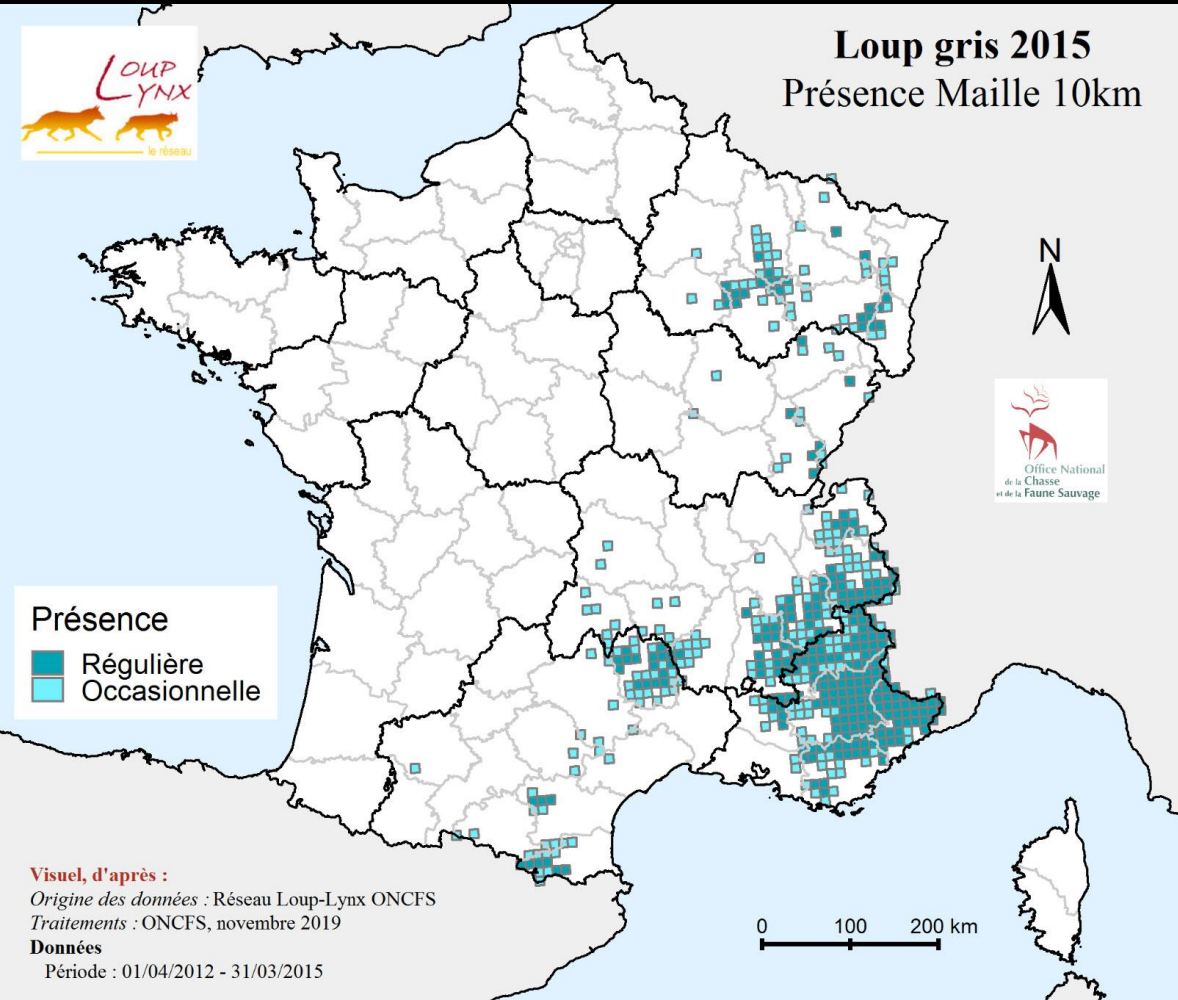 LOUP
LYNX
le réseau
Loup gris 2015
Présence Maille 10km
N
Office National
de la Chasse
et de la Faune Sauvage
Présence
Régulière
Occasionnelle
Visuel, d'après :
Origine des données : Réseau Loup-Lynx ONCFS
Traitements : ONCFS, novembre 2019
Données
Période : 01/04/2012 - 31/03/2015
0 100 200 km